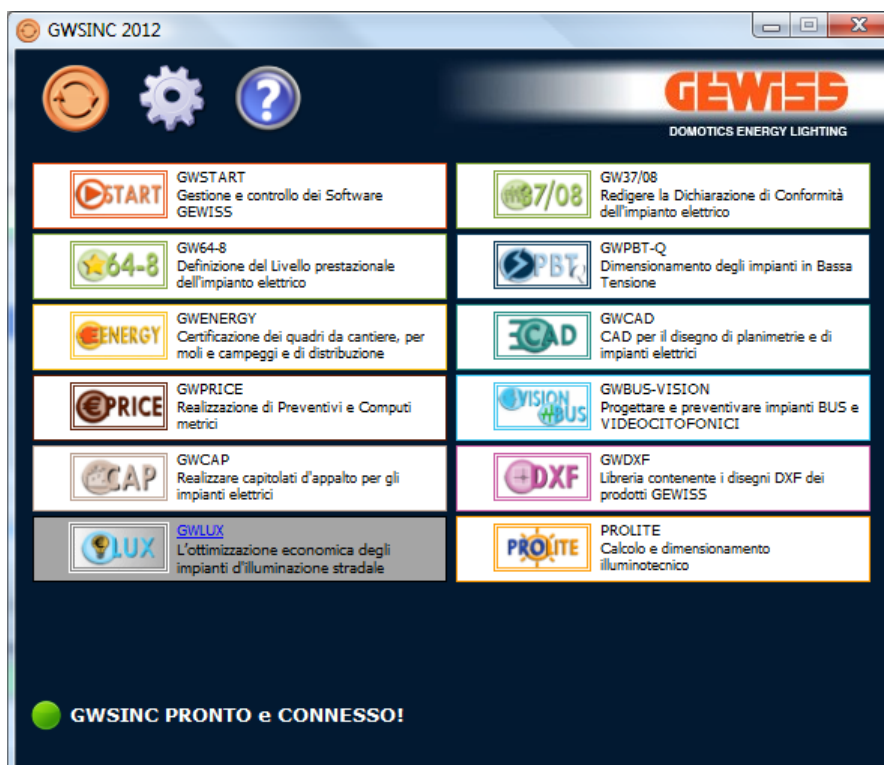 GWSINC 2012
GEWISS
DOMOTICS ENERGY LIGHTING
START
GWSTART
Gestione e controllo dei Software
GEWISS
37/08
GW37/08
Redigere la Dichiarazione di Conformità
dell'impianto elettrico
64-8
GW64-8
Definizione del Livello prestazionale
dell'impianto elettrico
PBTQ
GWPBT-Q
Dimensionamento degli impianti in Bassa
Tensione
ENERGY
GWENERGY
Certificazione dei quadri da cantiere, per
moli e campeggi e di distribuzione
CAD
GWCAD
CAD per il disegno di planimetrie e di
impianti elettrici
€PRICE
GWPRICE
Realizzazione di Preventivi e Computi
metrici
VISION
BUS
GWBUS-VISION
Progettare e preventivare impianti BUS e
VIDEOCITOFONICI
CAP
GWCAP
Realizzare capitolati d'appalto per gli
impianti elettrici
DXF
GWDXF
Libreria contenente i disegni DXF dei
prodotti GEWISS
LUX
GWLUX
L'ottimizzazione economica degli
impianti d'illuminazione stradale
PROLITE
PROLITE
Calcolo e dimensionamento
illuminotecnico
GWSINC PRONTO e CONNESSO!